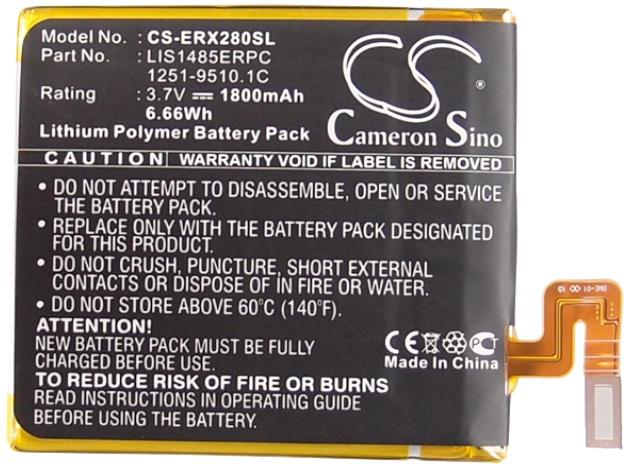 Model No. : CS-ERX280SL
Part No. : LIS1485ERPC
1251-9510.1C
Rating : 3.7V 1800mAh
6.66Wh
Lithium Polymer Battery Pack
CS
®
Cameron Sino
CAUTION WARRANTY VOID IF LABEL IS REMOVED
• DO NOT ATTEMPT TO DISASSEMBLE, OPEN OR SERVICE
THE BATTERY PACK.
• REPLACE ONLY WITH THE BATTERY PACK DESIGNATED
FOR THIS PRODUCT.
• DO NOT CRUSH, PUNCTURE, SHORT EXTERNAL
CONTACTS OR DISPOSE OF IN FIRE OR WATER.
• DO NOT STORE ABOVE 60°C (140°F).
ATTENTION!
NEW BATTERY PACK MUST BE FULLY
CHARGED BEFORE USE.
TO REDUCE RISK OF FIRE OR BURNS
READ INSTRUCTIONS IN OPERATING GUIDE
BEFORE USING BATTERY PACK.
CE
Made In China